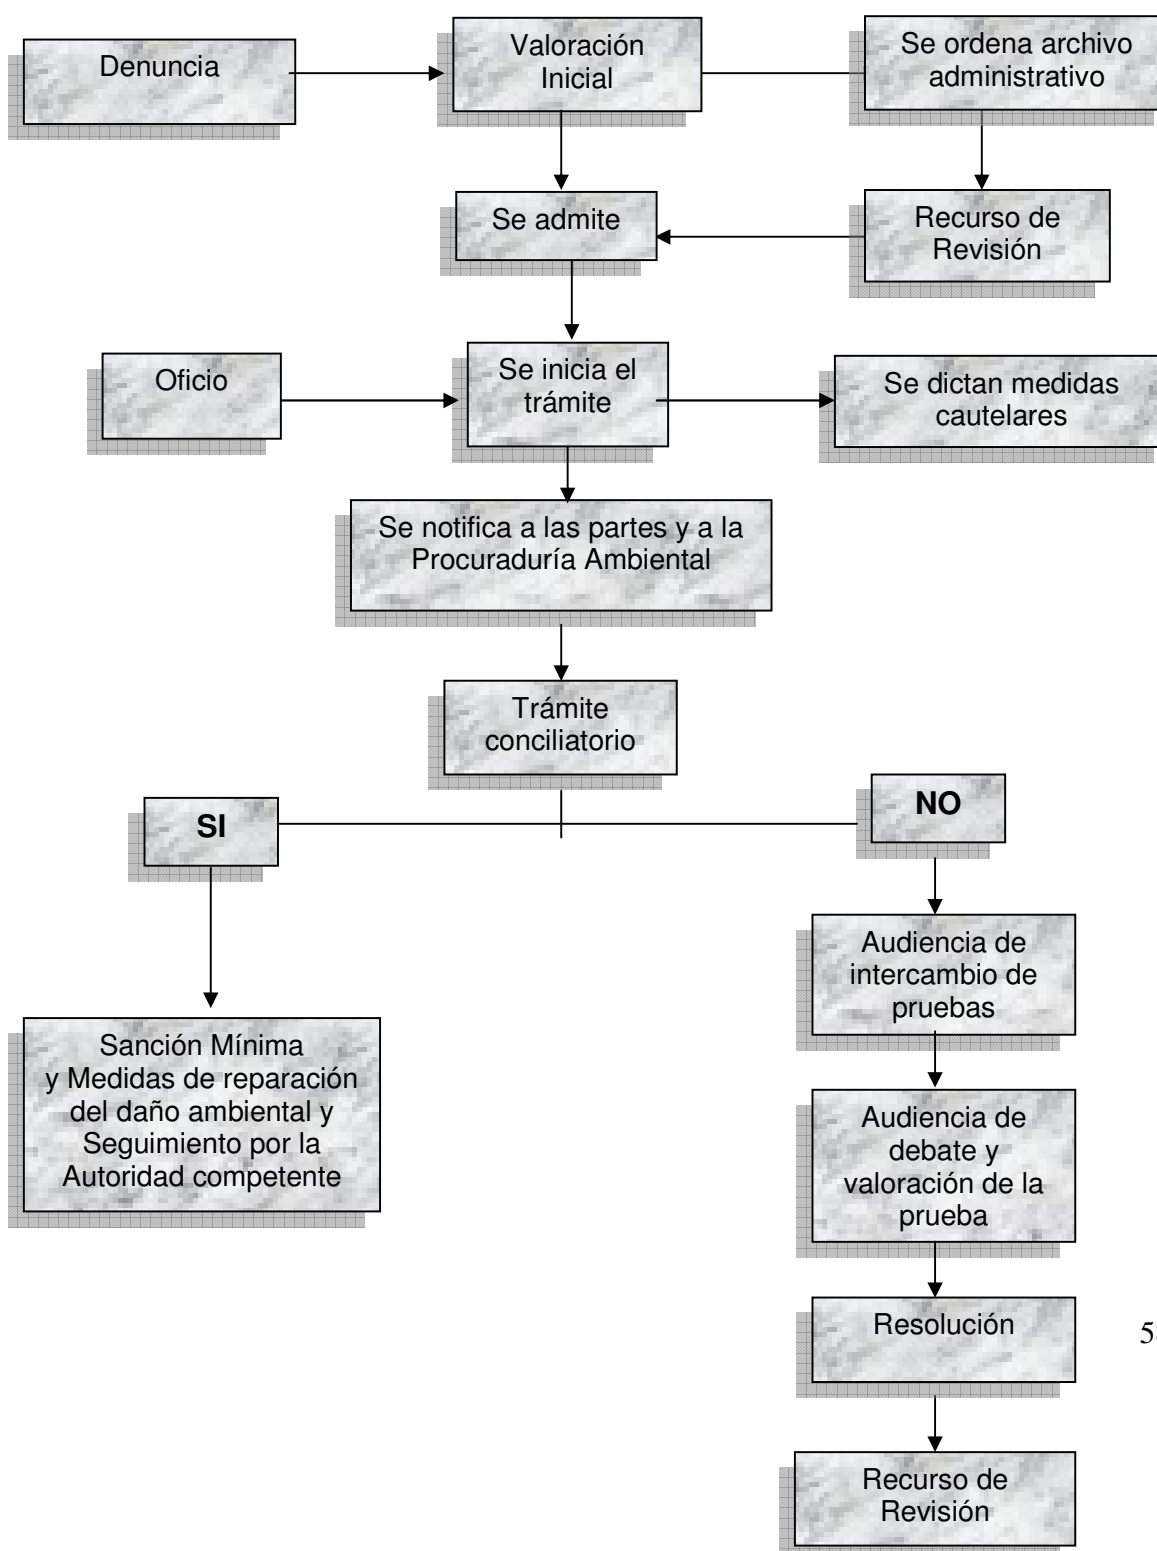 Denuncia
Valoración
Inicial
Se ordena archivo
administrativo
Se admite
Recurso de
Revisión
Oficio
Se inicia el
trámite
Se dictan medidas
cautelares
Se notifica a las partes y a la
Procuraduría Ambiental
Trámite
conciliatorio
SI
NO
Sanción Mínima
y Medidas de reparación
del daño ambiental y
Seguimiento por la
Autoridad competente
Audiencia de
intercambio de
pruebas
Audiencia de
debate y
valoración de la
prueba
Resolución
Recurso de
Revisión